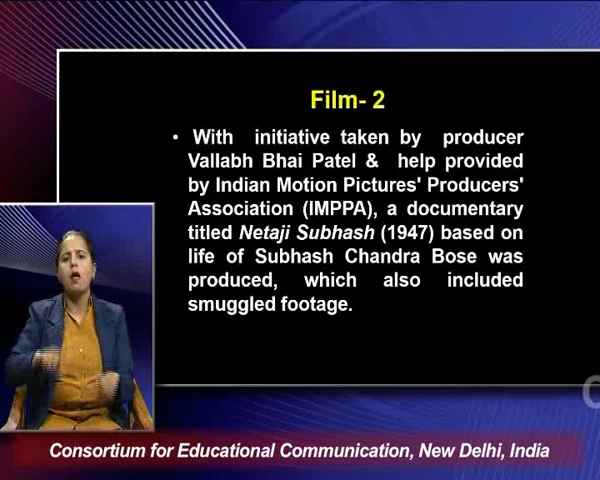 Film- 2
• With initiative taken by producer
Vallabh Bhai Patel & help provided
by Indian Motion Pictures' Producers'
Association (IMPPA), a documentary
titled Netaji Subhash (1947) based on
life of Subhash Chandra Bose was
produced, which also included
smuggled footage.
Consortium for Educational Communication, New Delhi, India